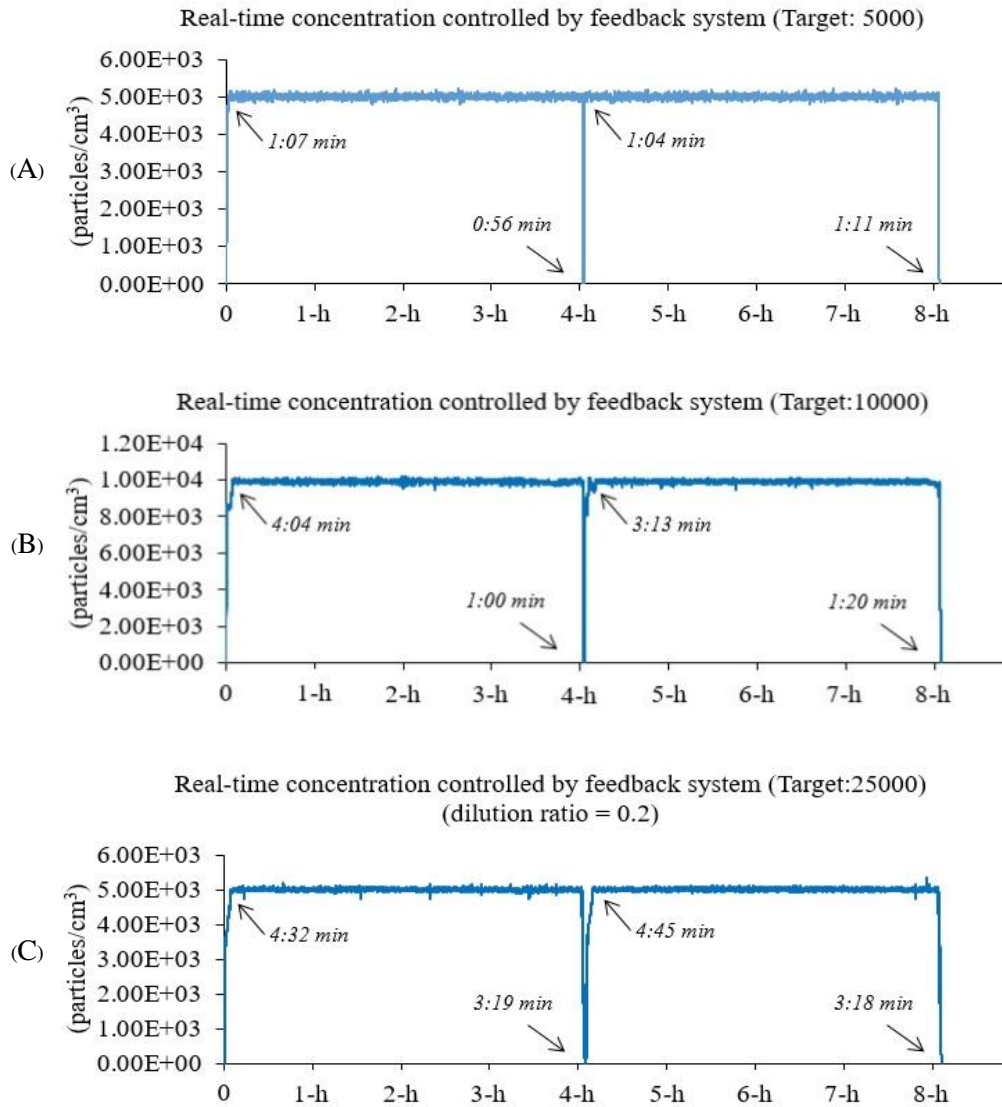 Real-time concentration controlled by feedback system (Target: 5000)
(A)
(particles/cm³)
6.00E+03
5.00E+03
4.00E+03
3.00E+03
2.00E+03
1.00E+03
0.00E+00
1:07 min
1:04 min
0:56 min
1:11 min
0 1-h 2-h 3-h 4-h 5-h 6-h 7-h 8-h
Real-time concentration controlled by feedback system (Target:10000)
(B)
(particles/cm³)
1.20E+04
1.00E+04
8.00E+03
6.00E+03
4.00E+03
2.00E+03
0.00E+00
4:04 min
3:13 min
1:00 min
1:20 min
0 1-h 2-h 3-h 4-h 5-h 6-h 7-h 8-h
Real-time concentration controlled by feedback system (Target:25000)
(dilution ratio = 0.2)
(C)
(particles/cm³)
6.00E+03
5.00E+03
4.00E+03
3.00E+03
2.00E+03
1.00E+03
0.00E+00
4:32 min
4:45 min
3:19 min
3:18 min
0 1-h 2-h 3-h 4-h 5-h 6-h 7-h 8-h